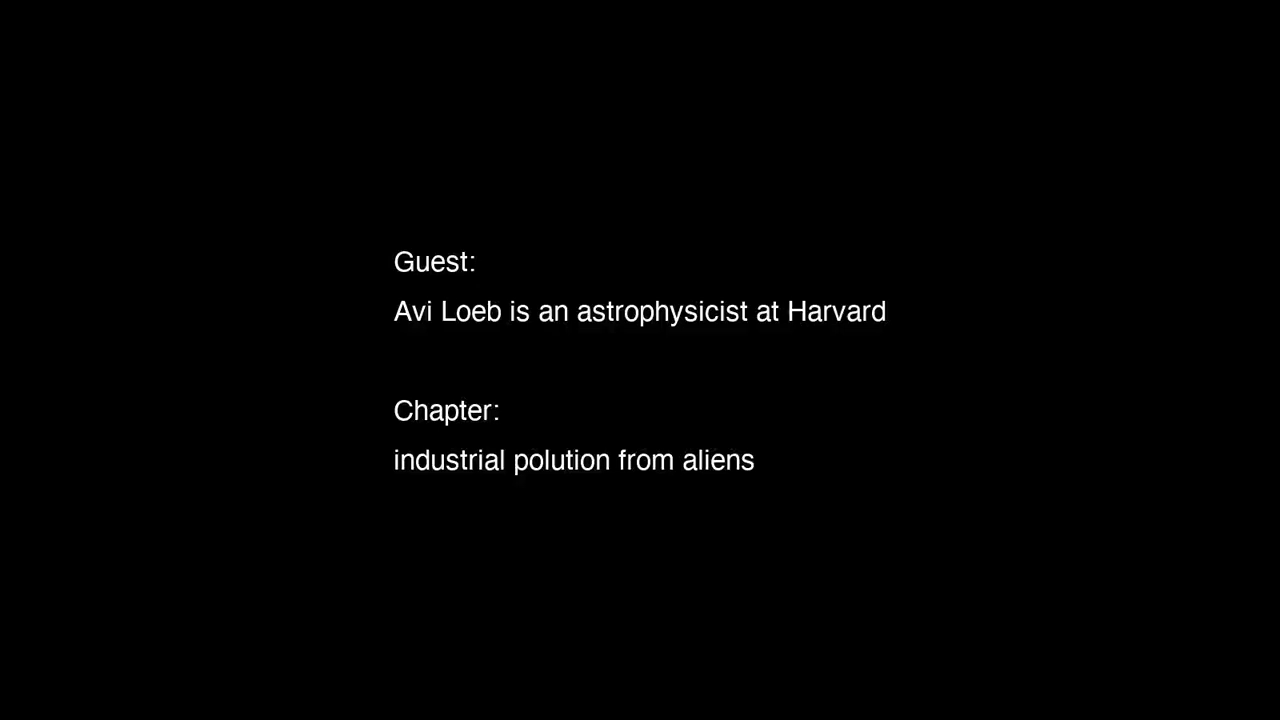 Guest:
Avi Loeb is an astrophysicist at Harvard
Chapter:
industrial polution from aliens